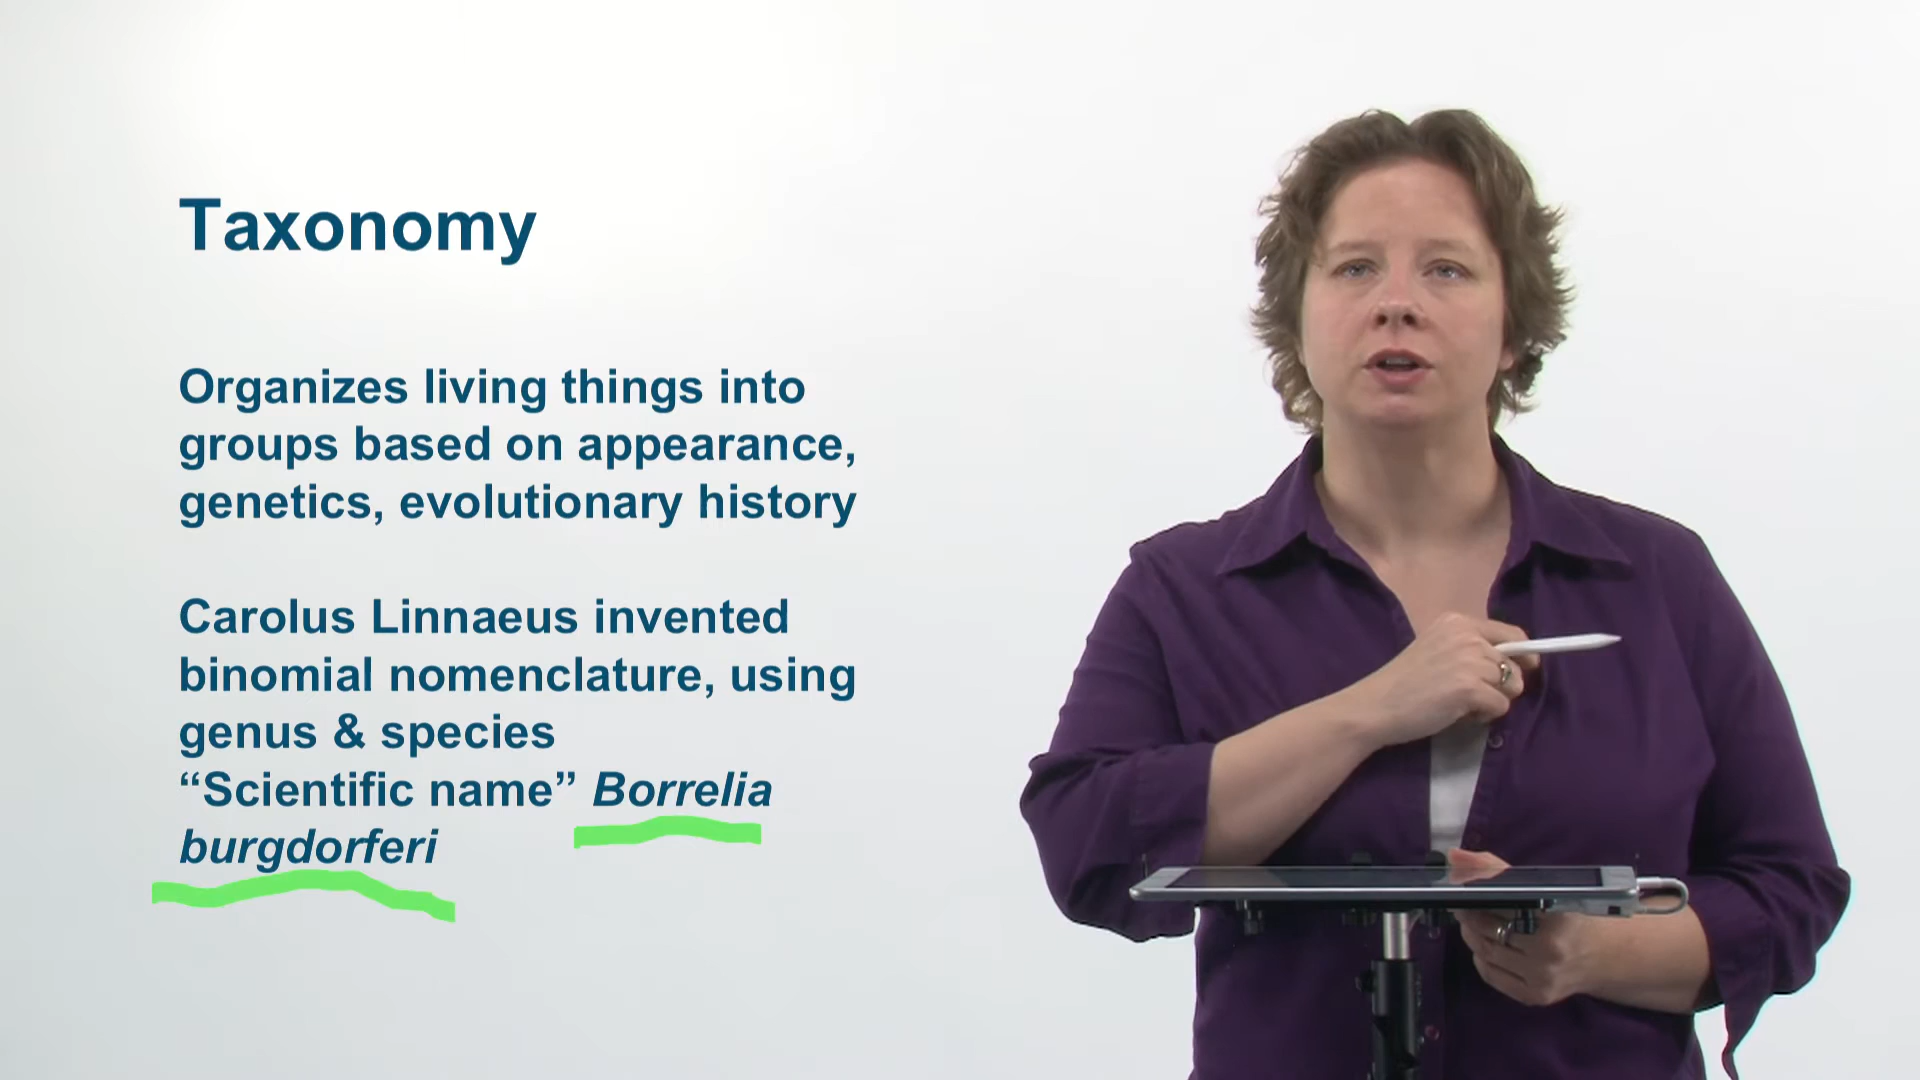 Taxonomy
Organizes living things into
groups based on appearance,
genetics, evolutionary history
Carolus Linnaeus invented
binomial nomenclature, using
genus & species
“Scientific name” Borrelia
burgdorferi